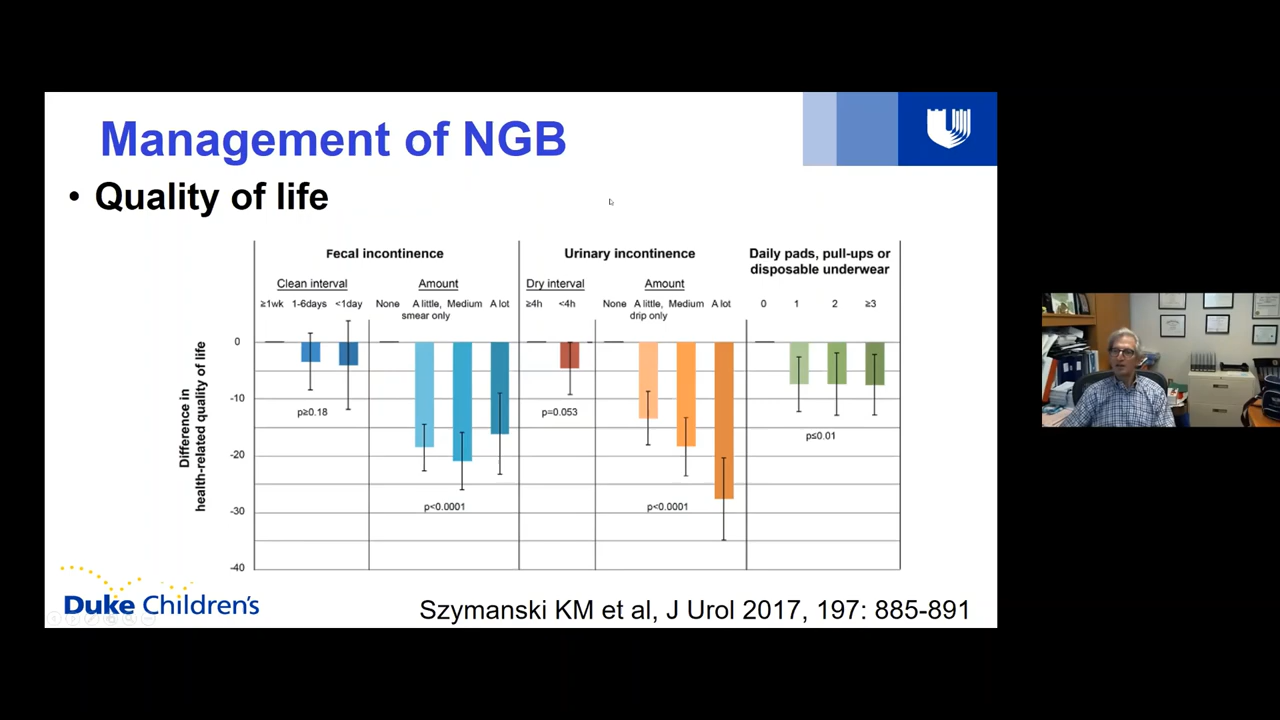 Management of NGB
• Quality of life
Fecal incontinence
Urinary incontinence
Daily pads, pull-ups or
disposable underwear
Clean interval
Amount
Dry interval
Amount
≥1wk 1-6days <1day
None A little, Medium A lot
smear only
≥4h <4h
None A little, Medium A lot
drip only
0 1 2 ≥3
Difference in
health-related quality of life
0
-10
-20
-30
-40
p≥0.18
p<0.0001
p=0.053
p<0.0001
p≤0.01
Duke Children's
Szymanski KM et al, J Urol 2017, 197: 885-891